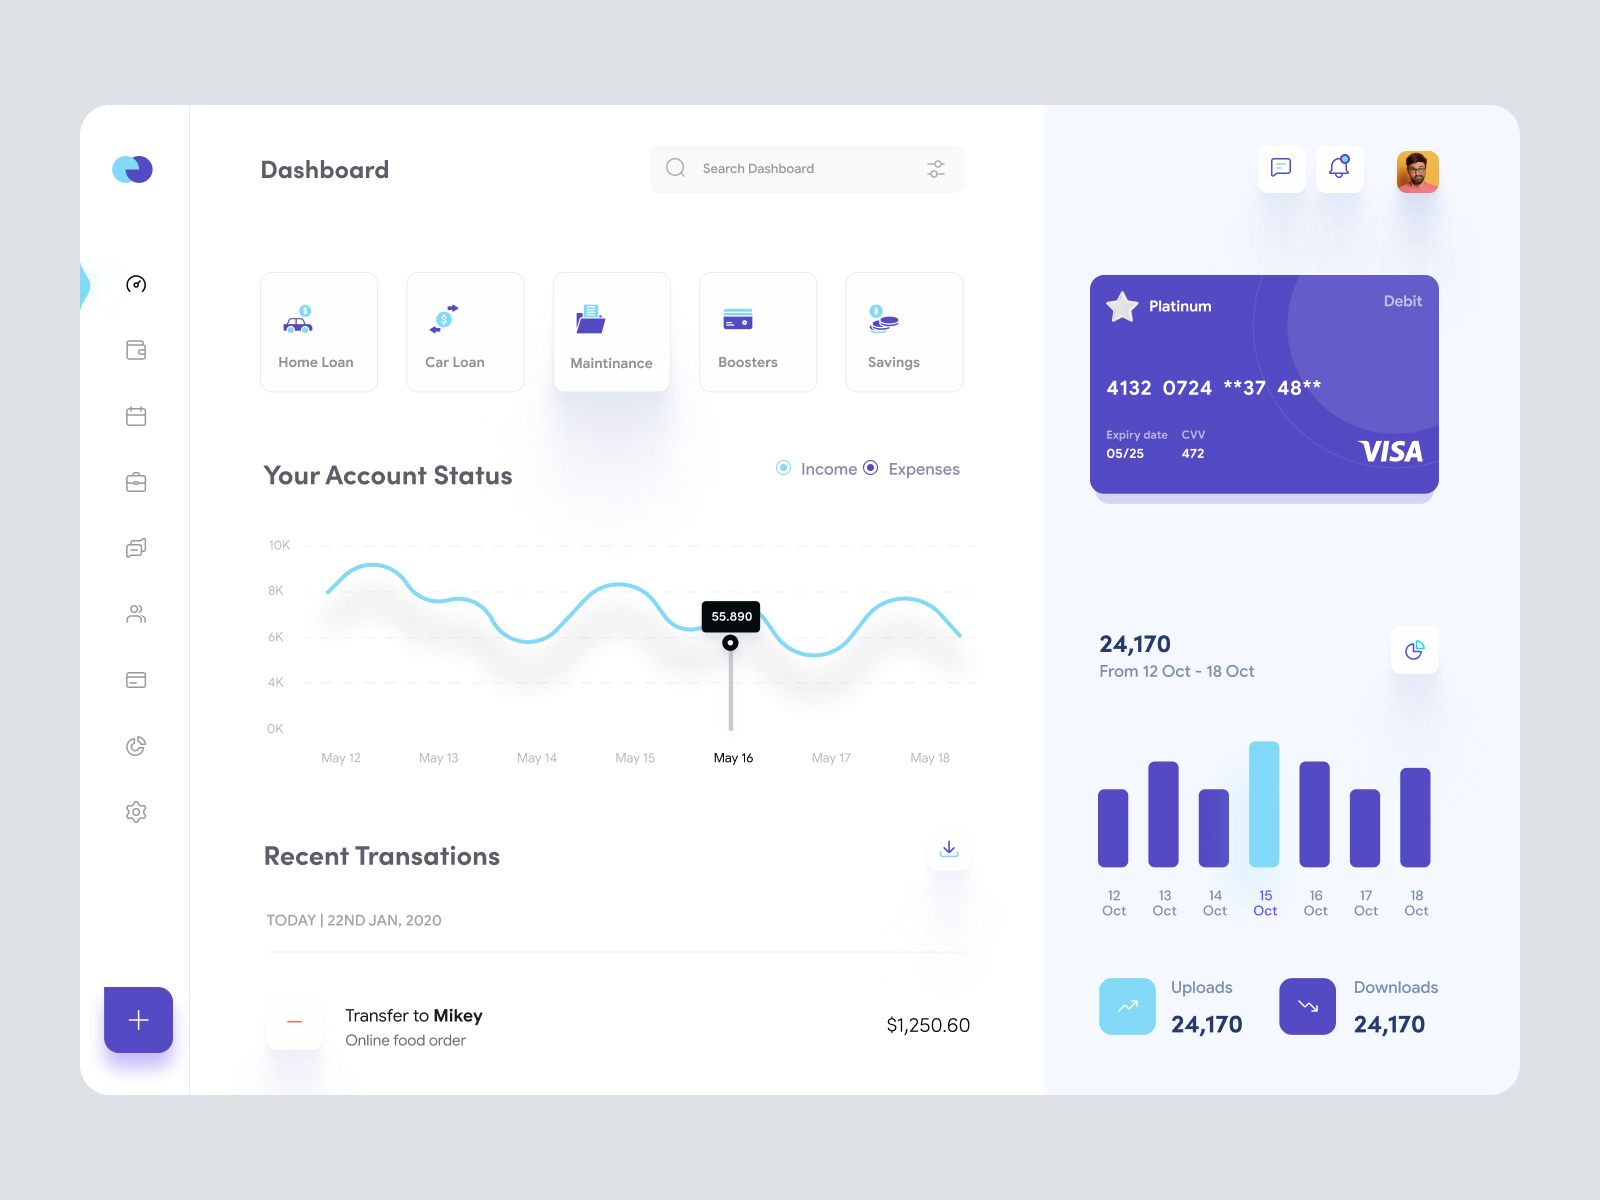 Dashboard
Search Dashboard
Home Loan
Car Loan
Maintinance
Boosters
Savings
Your Account Status
Income
Expenses
10K
8K
6K
4K
0K
55.890
May 12
May 13
May 14
May 15
May 16
May 17
May 18
Recent Transations
TODAY | 22ND JAN, 2020
Transfer to Mikey
Online food order
$1,250.60
Platinum
Debit
4132 0724 **37 48**
Expiry date
CVV
05/25
472
VISA
24,170
From 12 Oct - 18 Oct
12 Oct
13 Oct
14 Oct
15 Oct
16 Oct
17 Oct
18 Oct
Uploads
24,170
Downloads
24,170